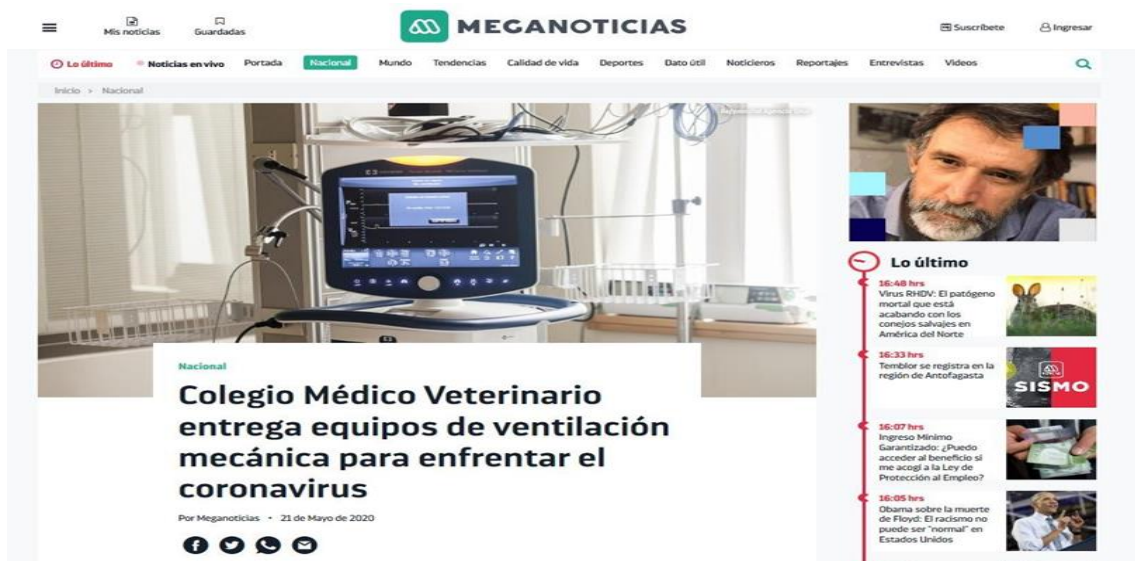 MEGANOTICIAS
Mis noticias
Guardadas
Suscríbete
Ingresar
Lo último
Noticias en vivo
Portada
Nacional
Mundo
Tendencias
Calidad de vida
Deportes
Dato útil
Noticieros
Reportajes
Entrevistas
Videos
Inicio > Nacional
Nacional
Colegio Médico Veterinario
entrega equipos de ventilación
mecánica para enfrentar el
coronavirus
Por Meganoticias • 21 de Mayo de 2020
Lo último
16:48 hrs
Virus RHDV: El patógeno
mortal que está
acabando con los
conejos salvajes en
América del Norte
16:33 hrs
Temblor se registra en la
región de Antofagasta
SISMO
16:07 hrs
Ingreso Mínimo
Garantizado: ¿Puedo
acceder al beneficio si
me acogí a la Ley de
Protección al Empleo?
16:05 hrs
Obama sobre la muerte
de Floyd: El racismo no
puede ser "normal" en
Estados Unidos